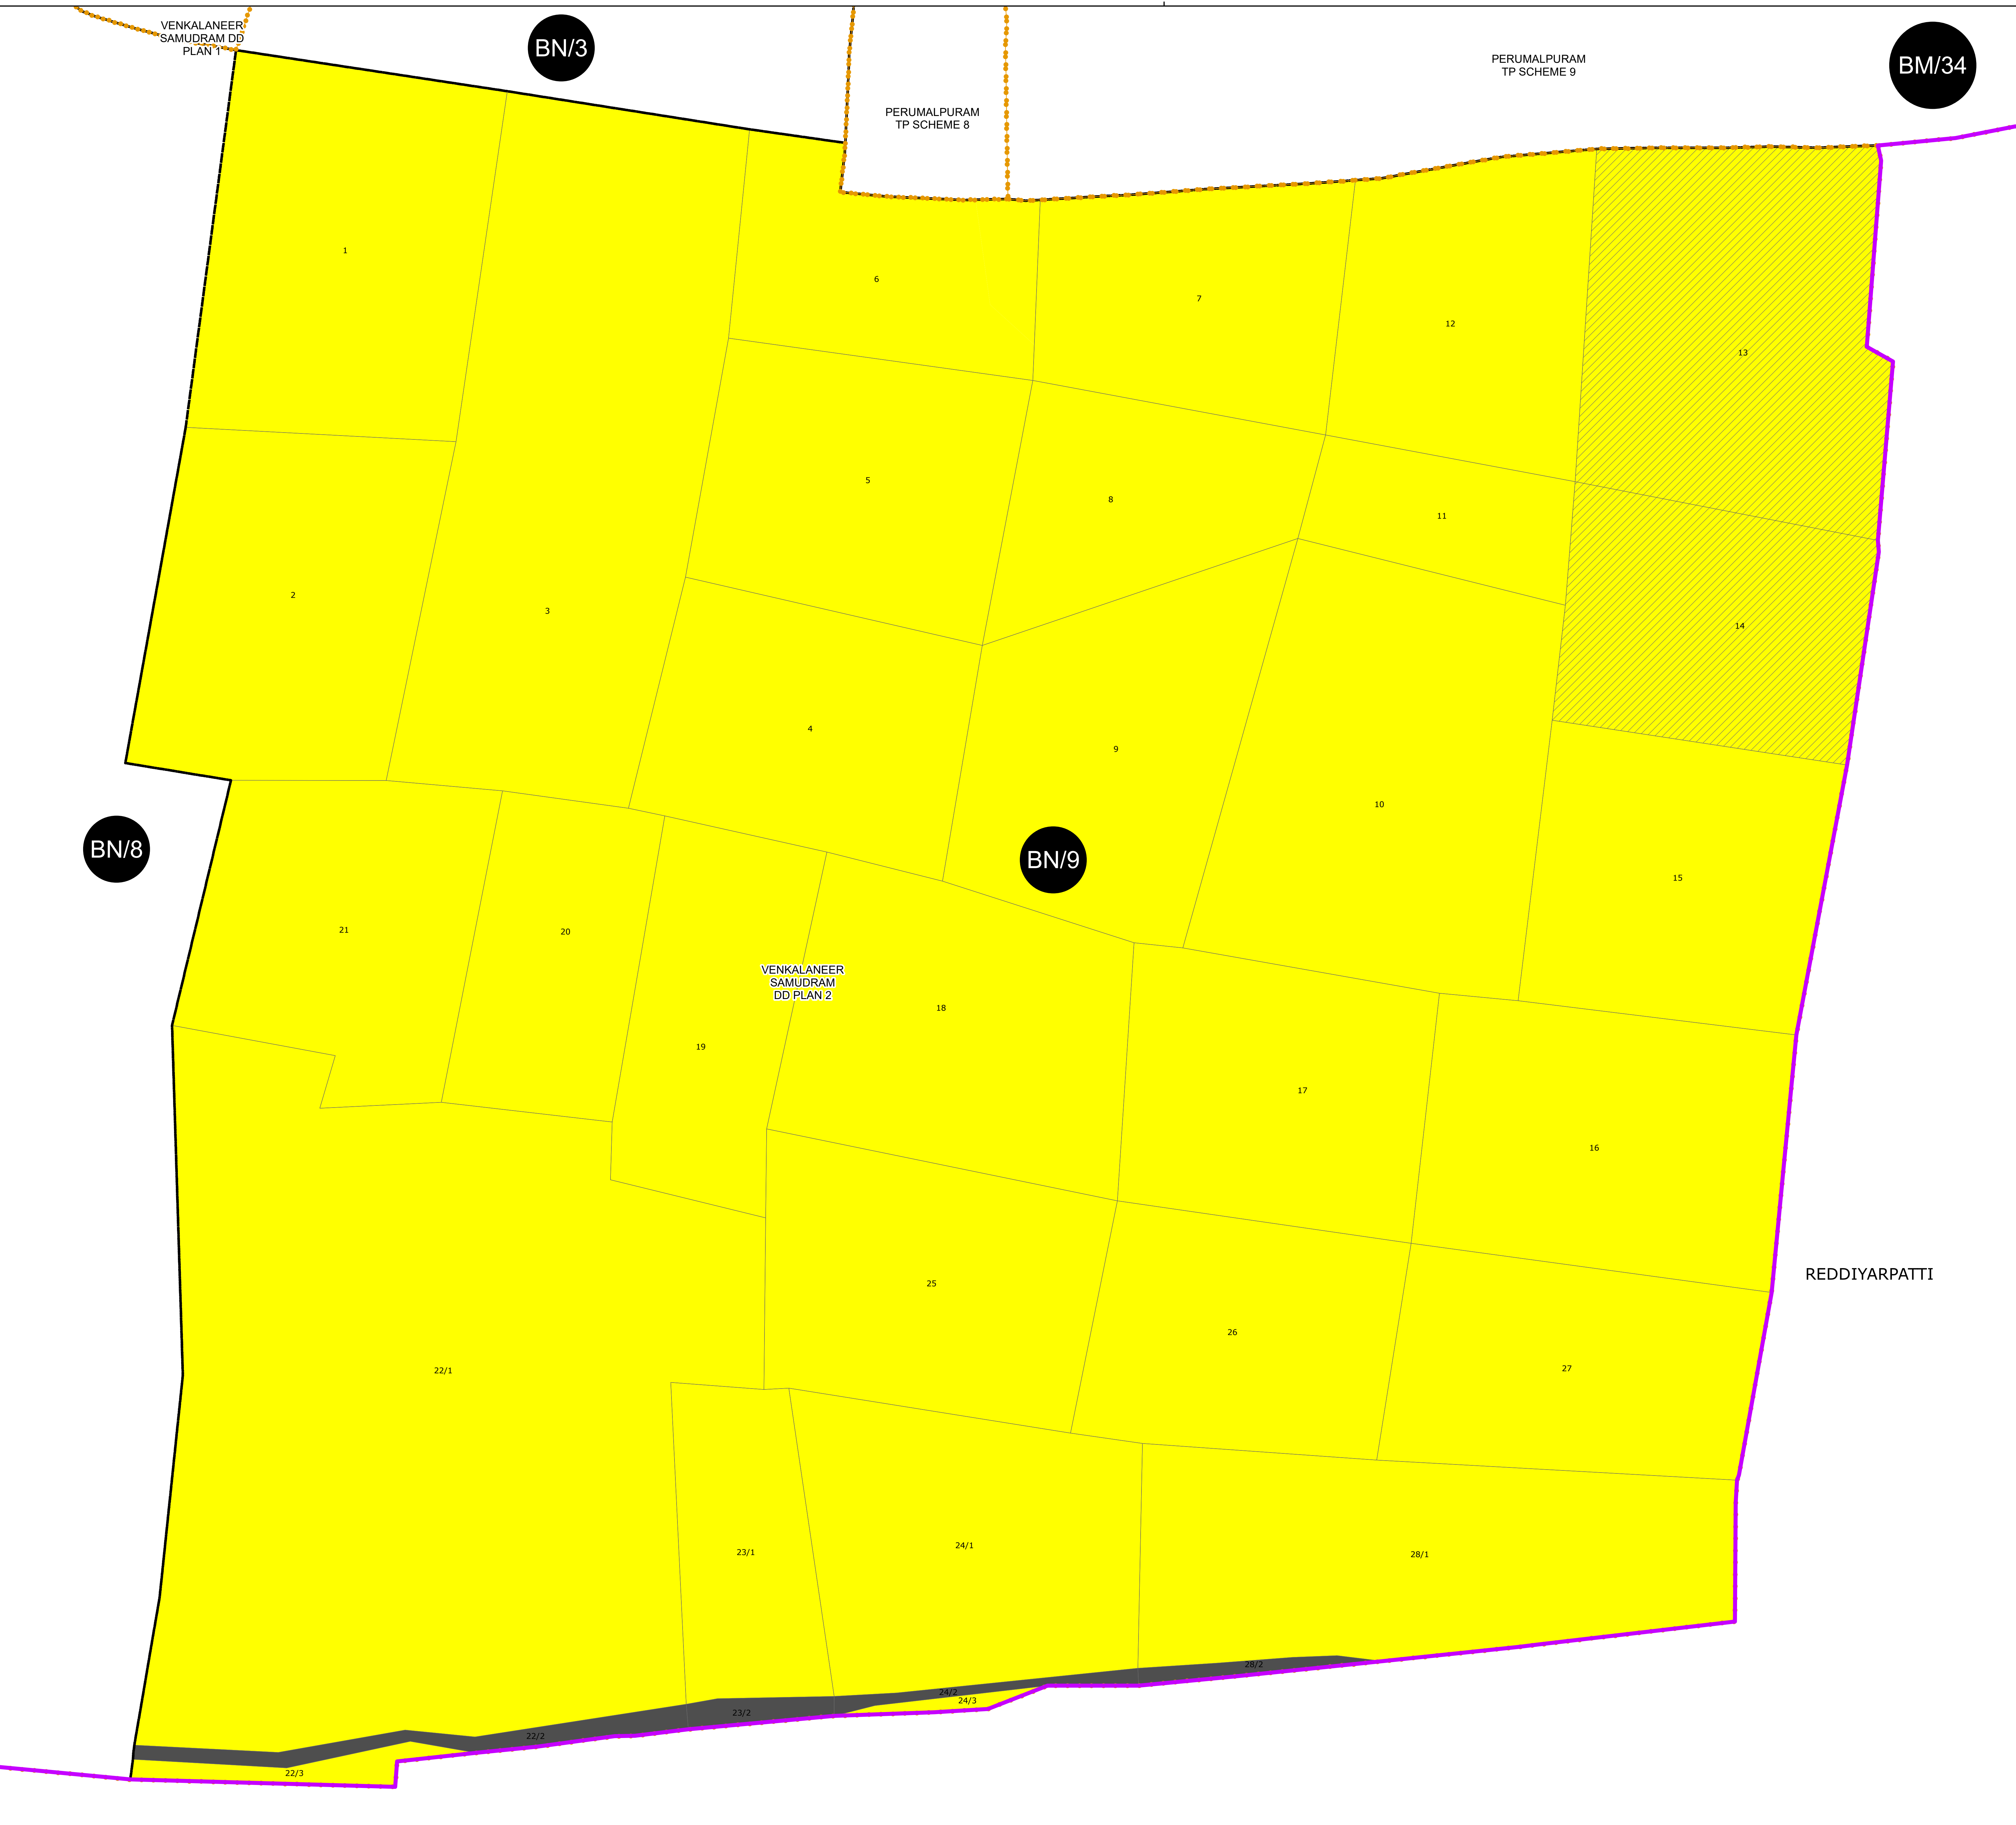 VENKALANEER
SAMUDRAM DD
PLAN 1
BN/3
PERUMALPURAM
TP SCHEME 9
BM/34
PERUMALPURAM
TP SCHEME 8
1
6
7
12
13
5
8
11
2
3
14
4
9
10
BN/8
BN/9
15
21
20
VENKALANEER
SAMUDRAM
DD PLAN 2
18
19
17
16
REDDIYARPATTI
25
26
22/1
27
23/1
24/1
28/1
28/2
24/2
24/3
23/2
22/2
22/3